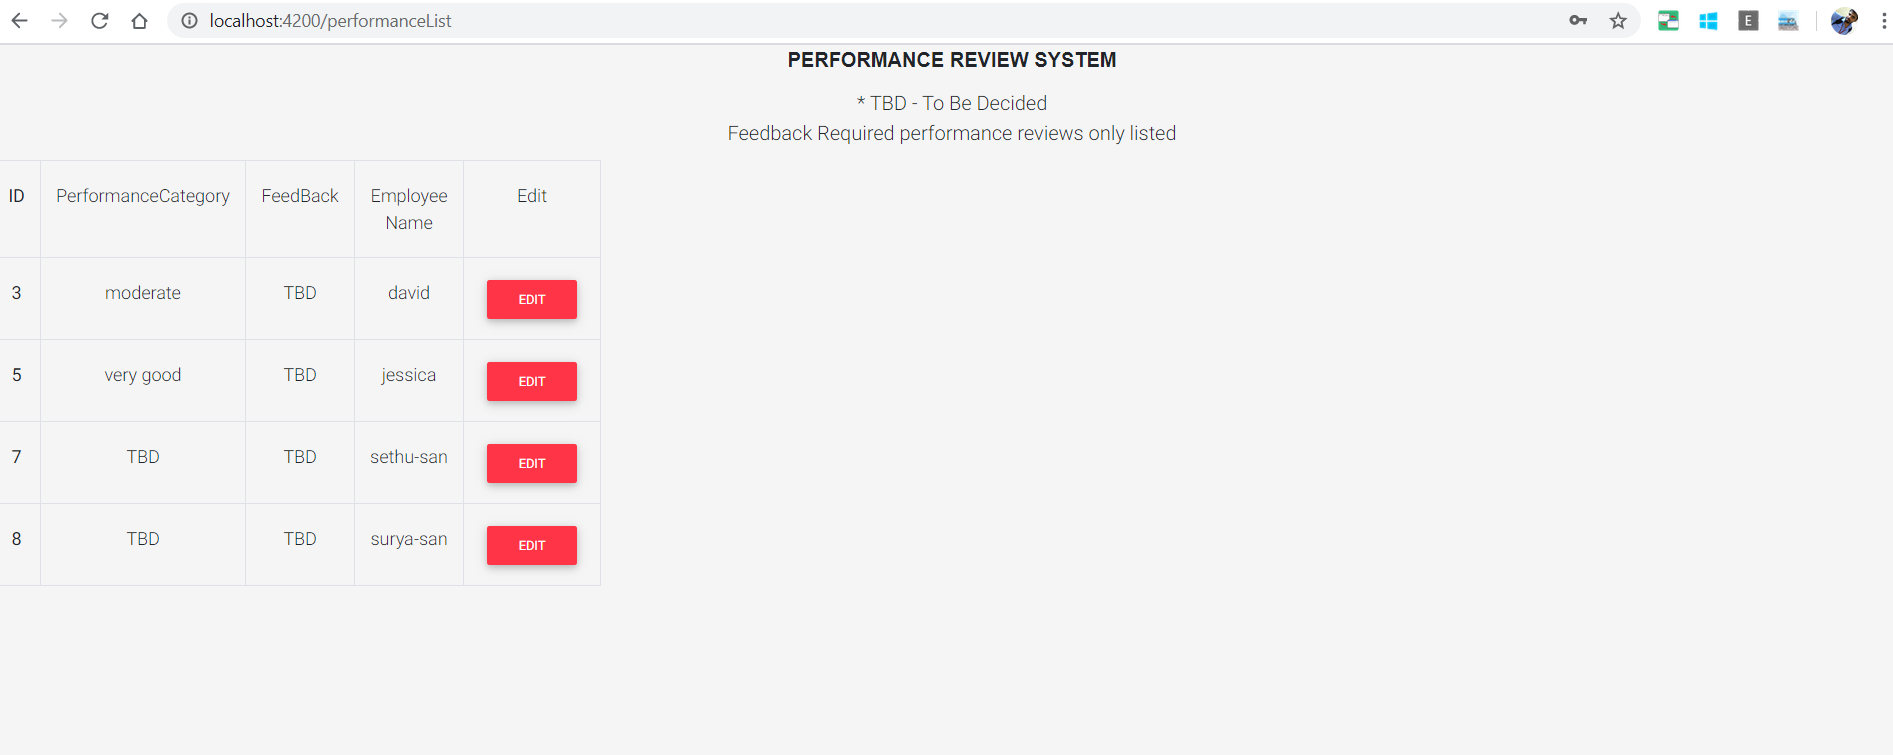 localhost:4200/performanceList
E
PERFORMANCE REVIEW SYSTEM
* TBD - To Be Decided
Feedback Required performance reviews only listed
ID PerformanceCategory FeedBack Employee Name Edit
3 moderate TBD david EDIT
5 very good TBD jessica EDIT
7 TBD TBD sethu-san EDIT
8 TBD TBD surya-san EDIT